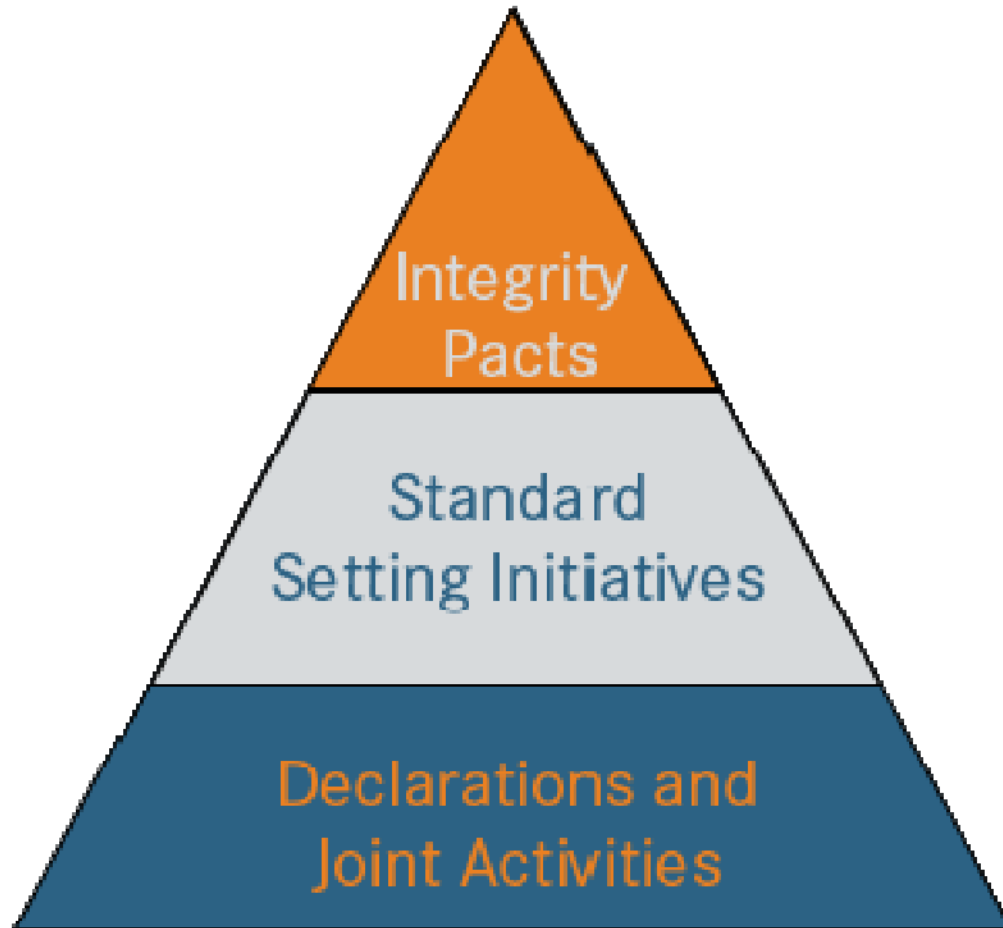 Integrity
Pacts
Standard
Setting Initiatives
Declarations and
Joint Activities